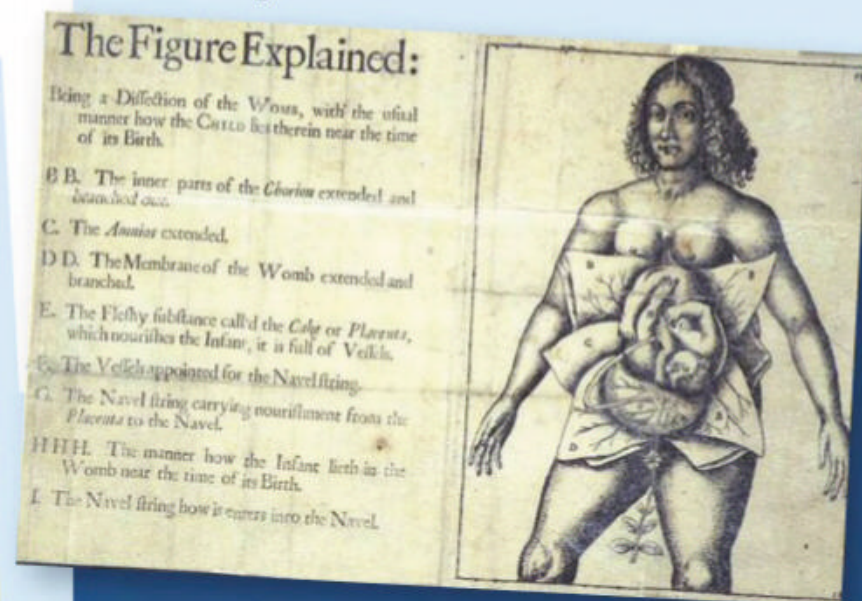 The Figure Explained:
Being a Diſſection of the WOMB, with the uſual
manner how the CHILD lies therein near the time
of its Birth.
B B. The inner parts of the Chorion extended and
branched out.
C. The Amnios extended.
D D. The Membrane of the Womb extended and
branched.
E. The Fleſhy ſubſtance call'd the Cake or Placenta,
which nouriſhes the Infant, it is full of Veſſels.
F. The Veſſels appointed for the Navel ſtring.
G. The Navel ſtring carrying nouriſhment from the
Placenta to the Navel.
H H H. The manner how the Infant lieth in the
Womb near the time of its Birth.
I. The Navel ſtring how it enters into the Navel.
B
B
C
D